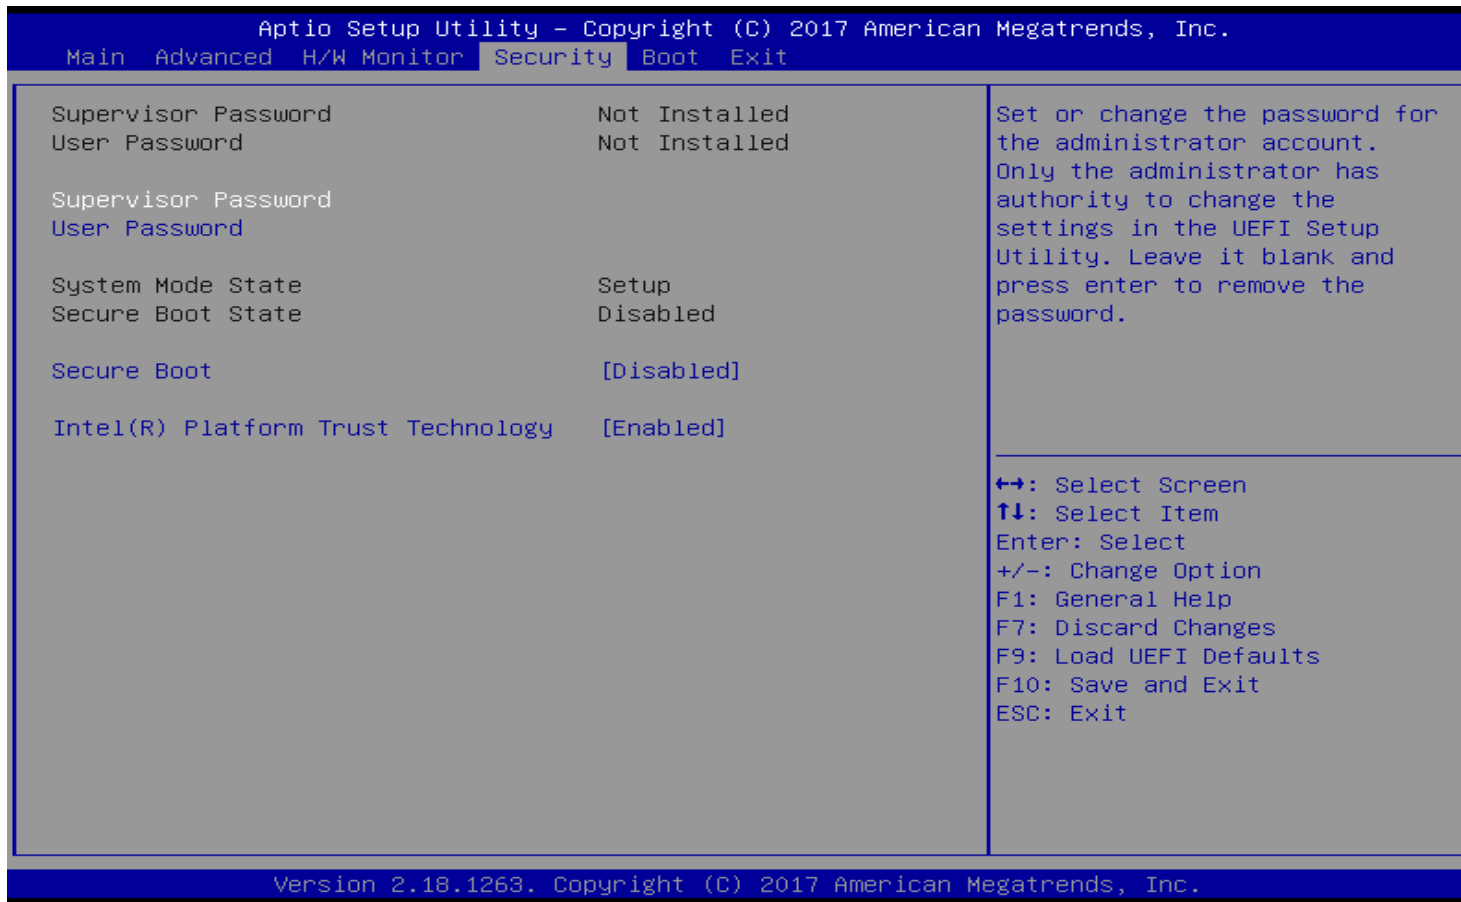 Aptio Setup Utility – Copyright (C) 2017 American Megatrends, Inc.
Main Advanced H/W Monitor Security Boot Exit
Supervisor Password Not Installed
User Password Not Installed
Supervisor Password
User Password
System Mode State Setup
Secure Boot State Disabled
Secure Boot [Disabled]
Intel(R) Platform Trust Technology [Enabled]
Set or change the password for
the administrator account.
Only the administrator has
authority to change the
settings in the UEFI Setup
Utility. Leave it blank and
press enter to remove the
password.
↔: Select Screen
↑↓: Select Item
Enter: Select
+/-: Change Option
F1: General Help
F7: Discard Changes
F9: Load UEFI Defaults
F10: Save and Exit
ESC: Exit
Version 2.18.1263. Copyright (C) 2017 American Megatrends, Inc.